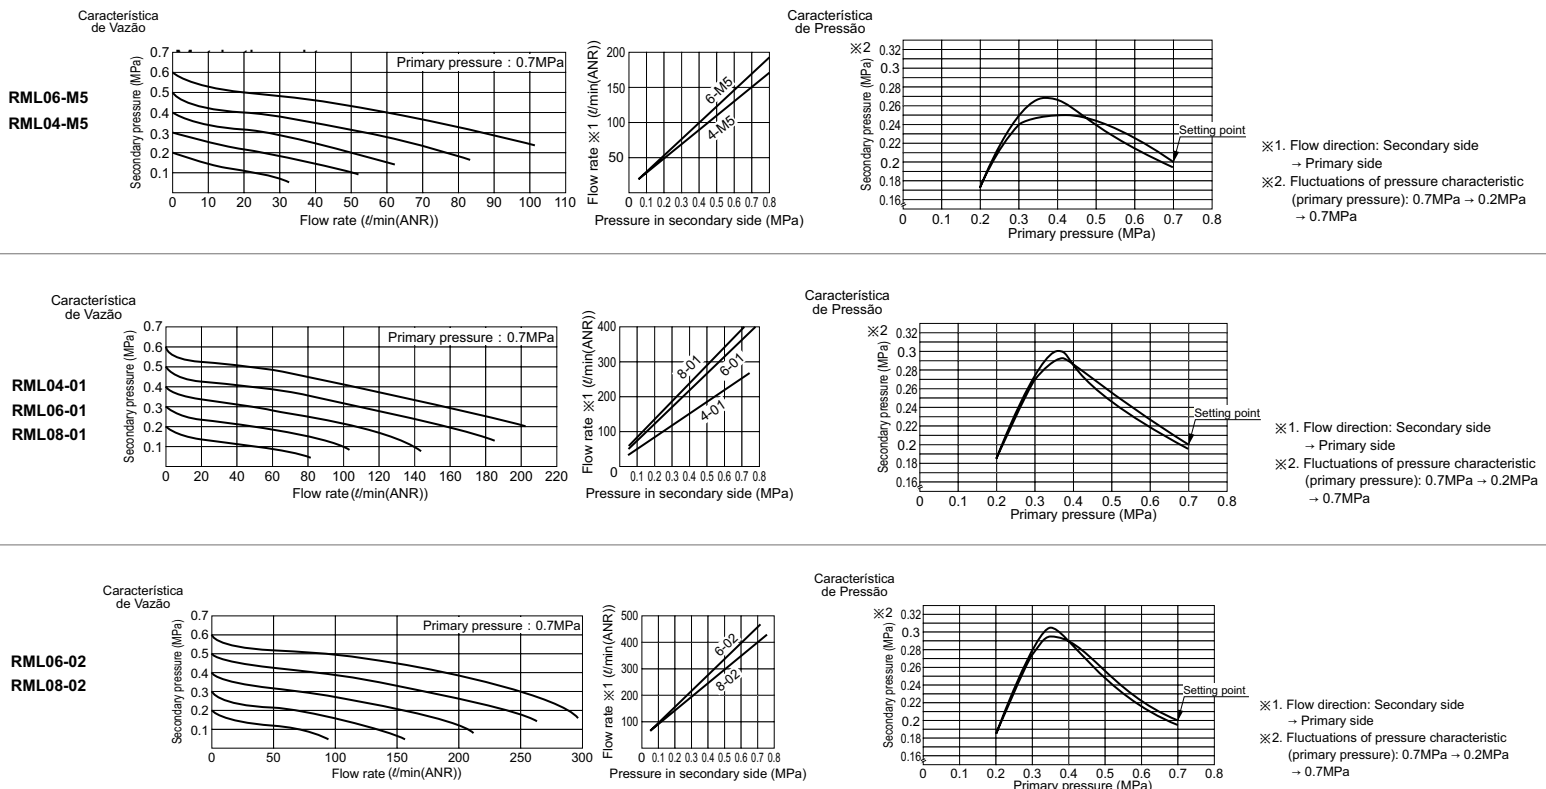 Característica
de Vazão
RML06-M5
RML04-M5
Secondary pressure (MPa)
0.7
0.6
0.5
0.4
0.3
0.2
0.1
Primary pressure : 0.7MPa
0 10 20 30 40 50 60 70 80 90 100 110
Flow rate (ℓ/min(ANR))
Flow rate ※1 (ℓ/min(ANR))
200
150
100
50
6-M5
4-M5
0 0.1 0.2 0.3 0.4 0.5 0.6 0.7 0.8
Pressure in secondary side (MPa)
Característica
de Pressão
※2
Secondary pressure (MPa)
0.32
0.3
0.28
0.26
0.24
0.22
0.2
0.18
0.16
Setting point
0 0.1 0.2 0.3 0.4 0.5 0.6 0.7 0.8
Primary pressure (MPa)
※1. Flow direction: Secondary side
→ Primary side
※2. Fluctuations of pressure characteristic
(primary pressure): 0.7MPa → 0.2MPa
→ 0.7MPa
Característica
de Vazão
RML04-01
RML06-01
RML08-01
Secondary pressure (MPa)
0.7
0.6
0.5
0.4
0.3
0.2
0.1
Primary pressure : 0.7MPa
0 20 40 60 80 100 120 140 160 180 200 220
Flow rate (ℓ/min(ANR))
Flow rate ※1 (ℓ/min(ANR))
400
300
200
100
0
8-01
6-01
4-01
0.1 0.2 0.3 0.4 0.5 0.6 0.7 0.8
Pressure in secondary side (MPa)
Característica
de Pressão
※2
Secondary pressure (MPa)
0.32
0.3
0.28
0.26
0.24
0.22
0.2
0.18
0.16
Setting point
0 0.1 0.2 0.3 0.4 0.5 0.6 0.7 0.8
Primary pressure (MPa)
※1. Flow direction: Secondary side
→ Primary side
※2. Fluctuations of pressure characteristic
(primary pressure): 0.7MPa → 0.2MPa
→ 0.7MPa
Característica
de Vazão
RML06-02
RML08-02
Secondary pressure (MPa)
0.7
0.6
0.5
0.4
0.3
0.2
0.1
Primary pressure : 0.7MPa
0 50 100 150 200 250 300
Flow rate (ℓ/min(ANR))
Flow rate ※1 (ℓ/min(ANR))
500
400
300
200
100
6-02
8-02
0 0.1 0.2 0.3 0.4 0.5 0.6 0.7 0.8
Pressure in secondary side (MPa)
Característica
de Pressão
※2
Secondary pressure (MPa)
0.32
0.3
0.28
0.26
0.24
0.22
0.2
0.18
0.16
Setting point
0 0.1 0.2 0.3 0.4 0.5 0.6 0.7 0.8
Primary pressure (MPa)
※1. Flow direction: Secondary side
→ Primary side
※2. Fluctuations of pressure characteristic
(primary pressure): 0.7MPa → 0.2MPa
→ 0.7MPa